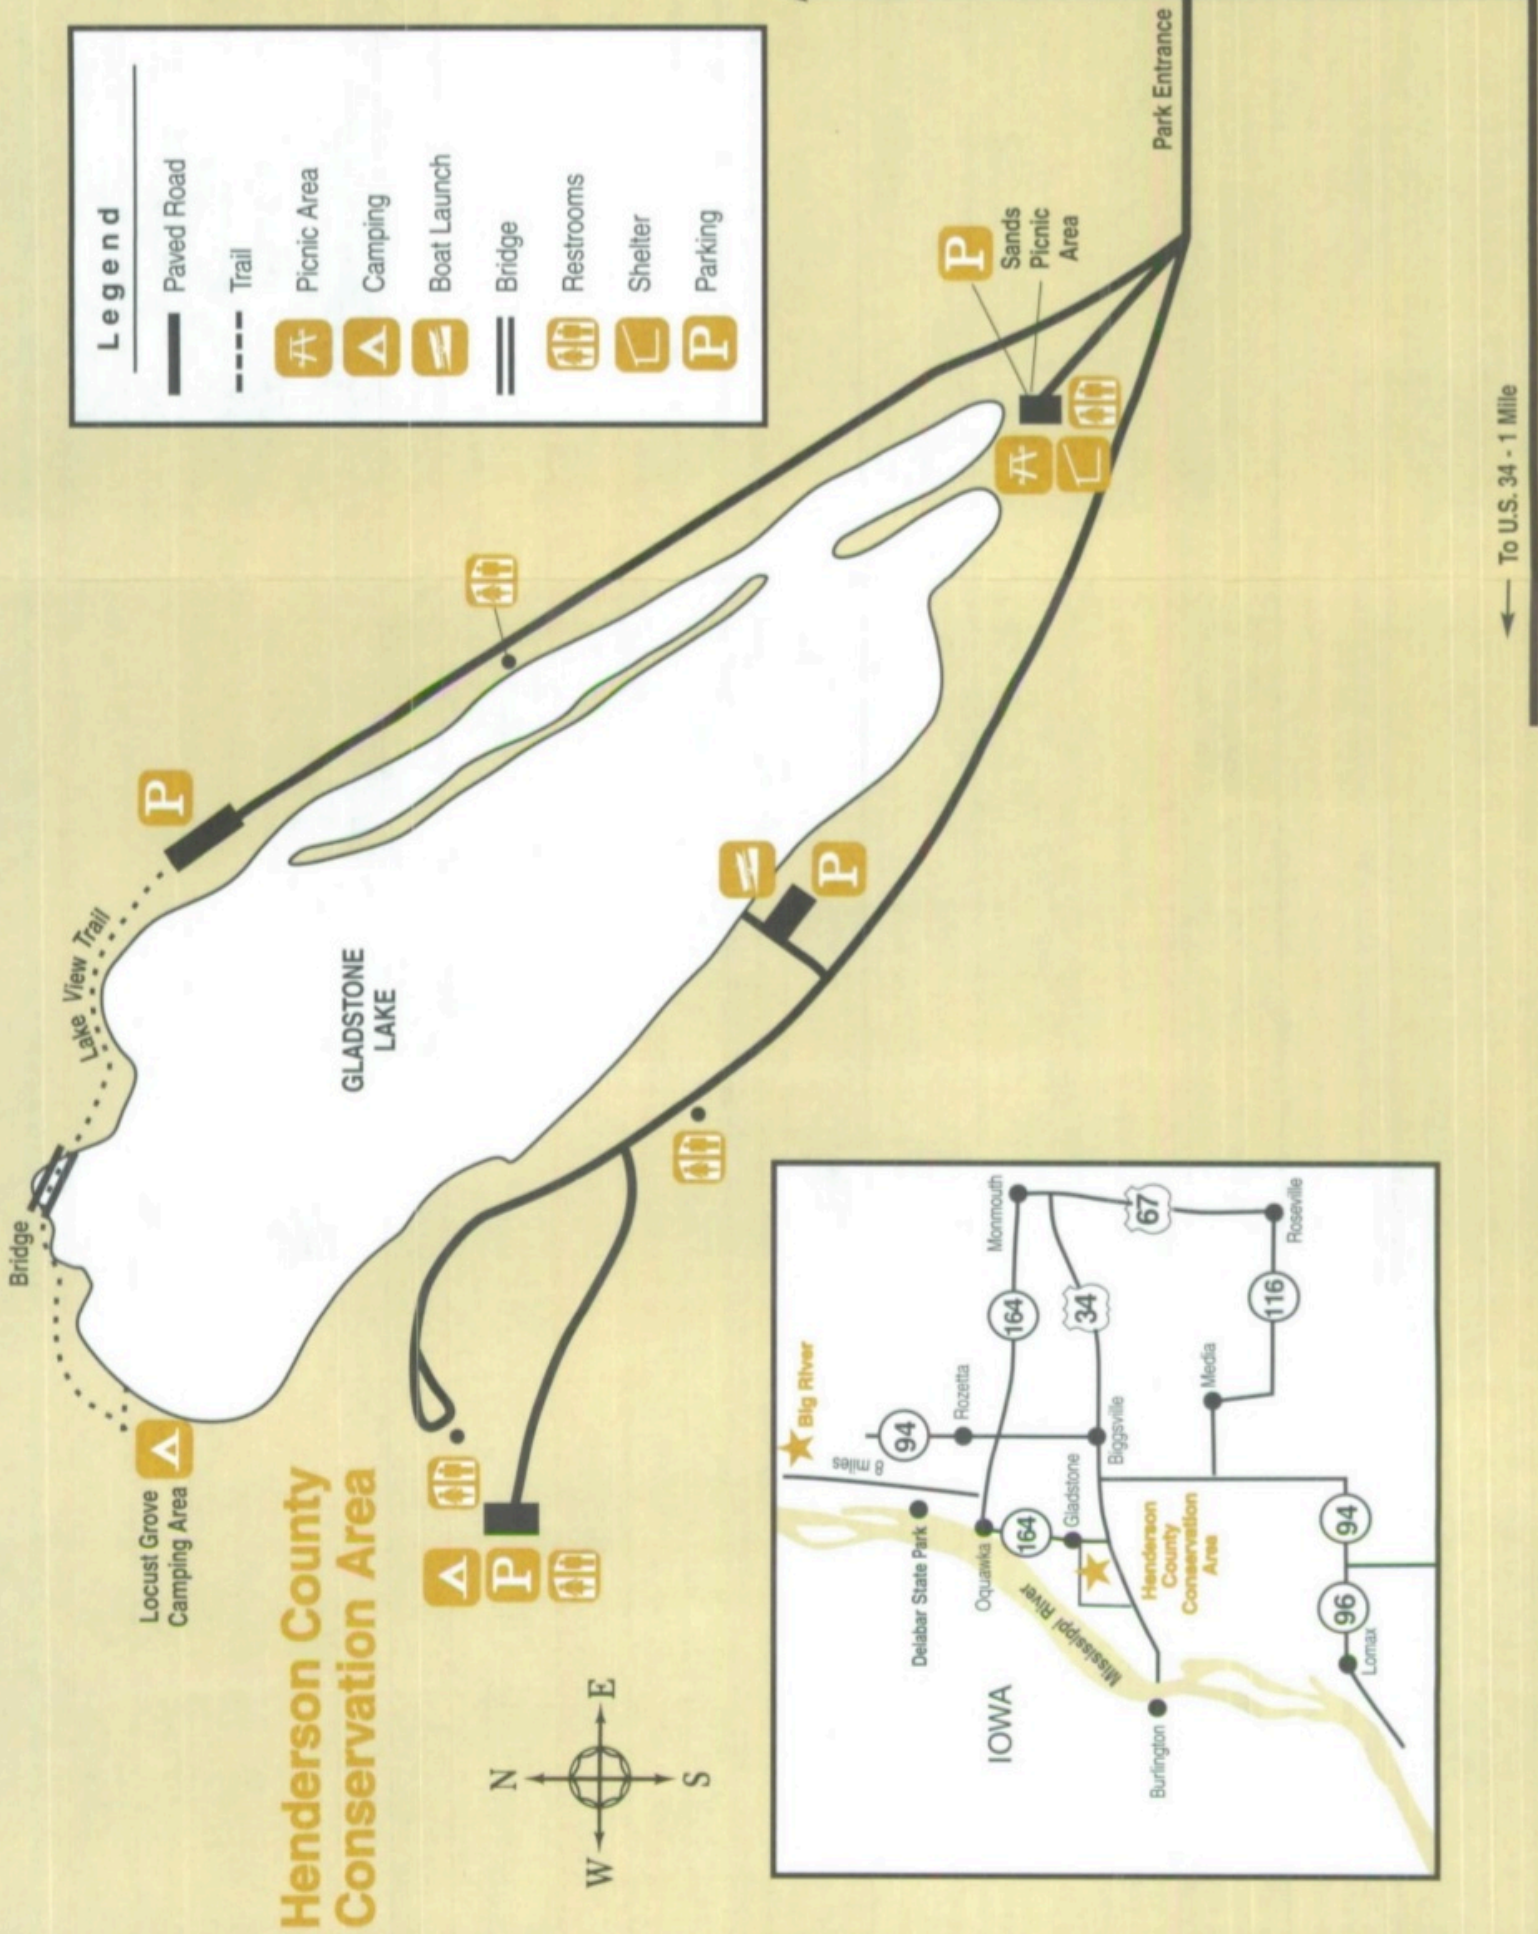 Henderson County
Conservation Area
Legend
Paved Road
Trail
Picnic Area
Camping
Boat Launch
Bridge
Restrooms
Shelter
P
Parking
Bridge
Lake View Trail
P
Locust Grove
Camping Area
GLADSTONE
LAKE
P
P
P
Sands
Picnic
Area
Park Entrance
To U.S. 34 - 1 Mile
N
W
E
S
Big River
8 miles
94
Rozetta
Delabar State Park
Oquawka
164
Monmouth
164
Gladstone
34
Biggsville
67
Henderson
County
Conservation
Area
Mississippi River
IOWA
Burlington
Media
116
Roseville
94
96
Lomax